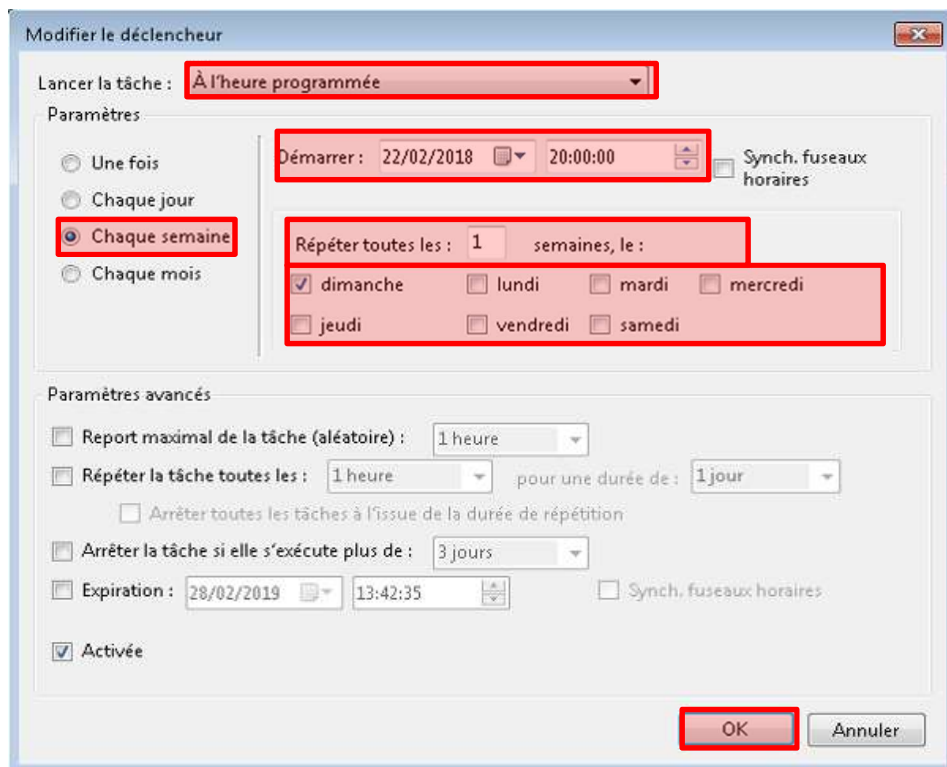 Modifier le déclencheur
Lancer la tâche : À l'heure programmée
Paramètres
Une fois
Chaque jour
Chaque semaine
Chaque mois
Démarrer : 22/02/2018 20:00:00
Synch. fuseaux
horaires
Répéter toutes les : 1 semaines, le :
dimanche lundi mardi mercredi
jeudi vendredi samedi
Paramètres avancés
Report maximal de la tâche (aléatoire) : 1 heure
Répéter la tâche toutes les : 1 heure pour une durée de : 1 jour
Arrêter toutes les tâches à l'issue de la durée de répétition
Arrêter la tâche si elle s'exécute plus de : 3 jours
Expiration : 28/02/2019 13:42:35 Synch. fuseaux horaires
Activée
OK Annuler